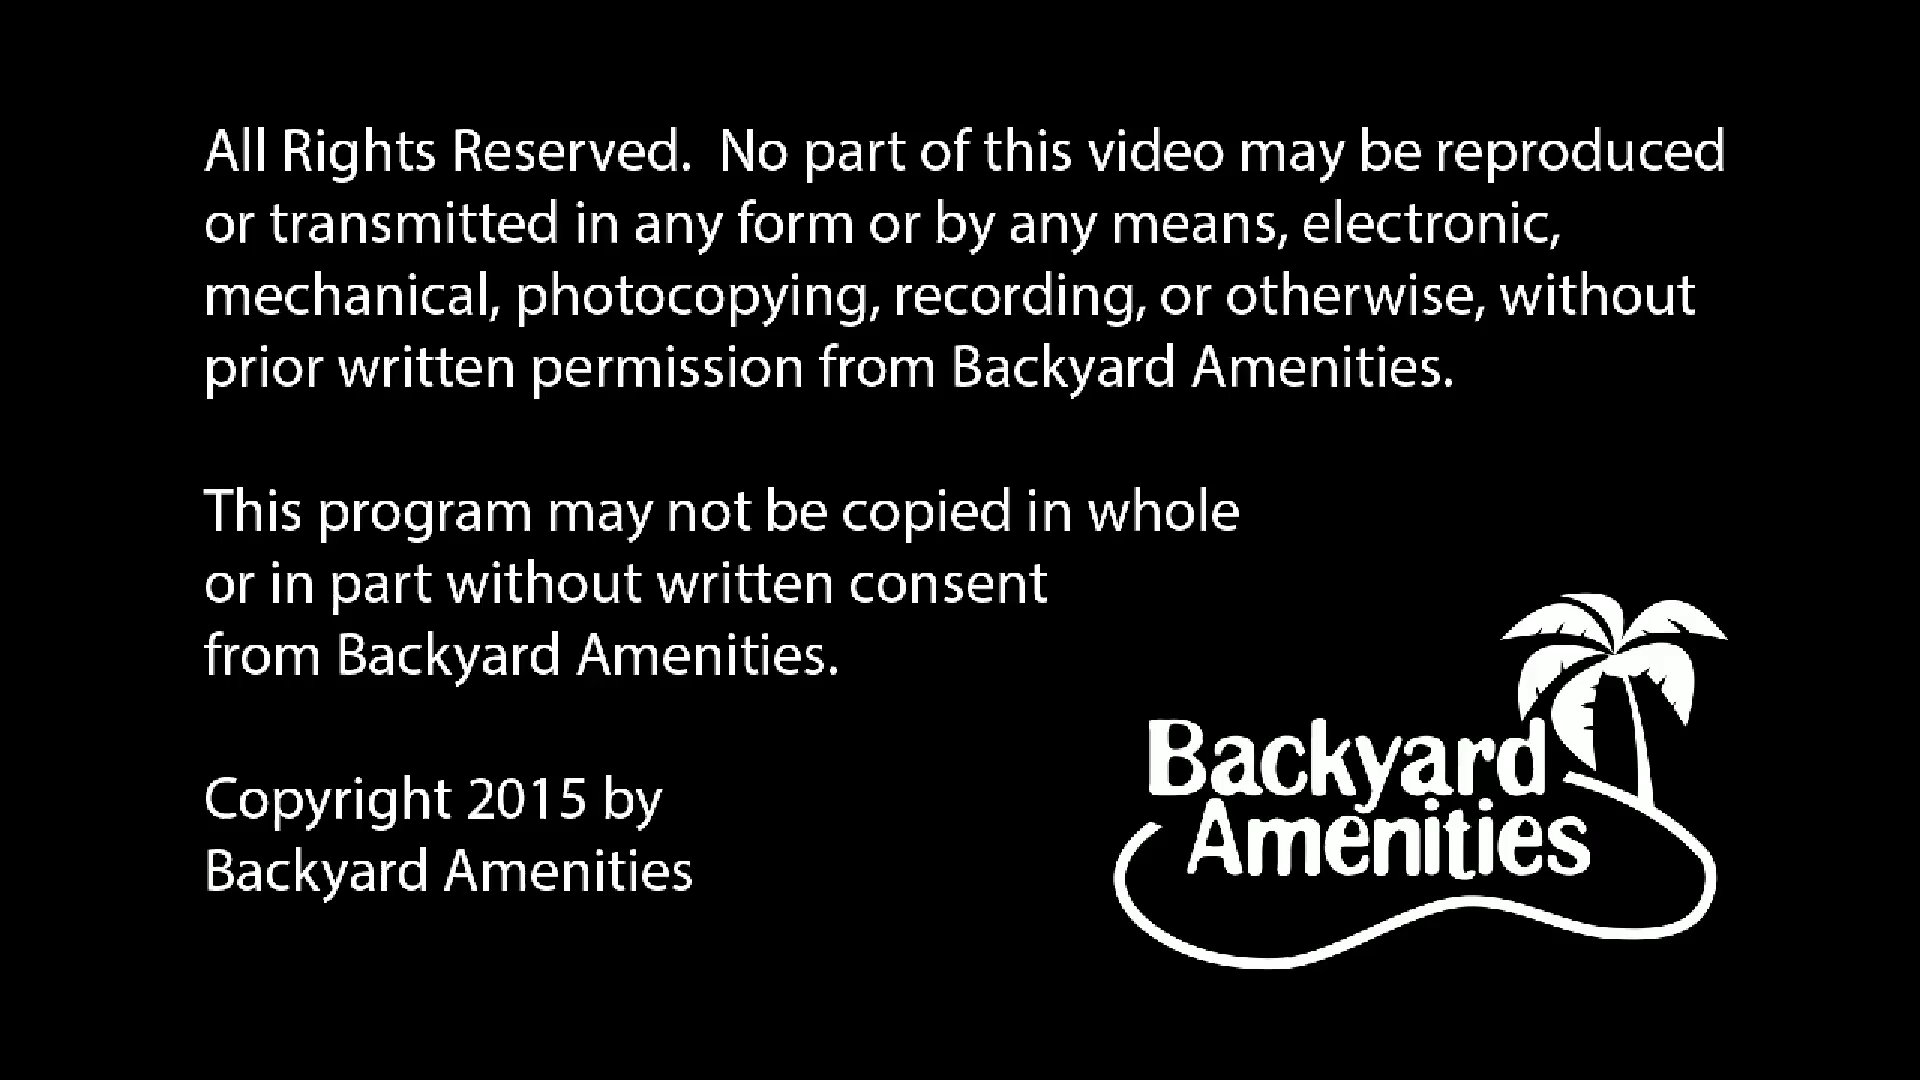 All Rights Reserved.  No part of this video may be reproduced
or transmitted in any form or by any means, electronic,
mechanical, photocopying, recording, or otherwise, without
prior written permission from Backyard Amenities.
This program may not be copied in whole
or in part without written consent
from Backyard Amenities.
Copyright 2015 by
Backyard Amenities
Backyard
Amenities